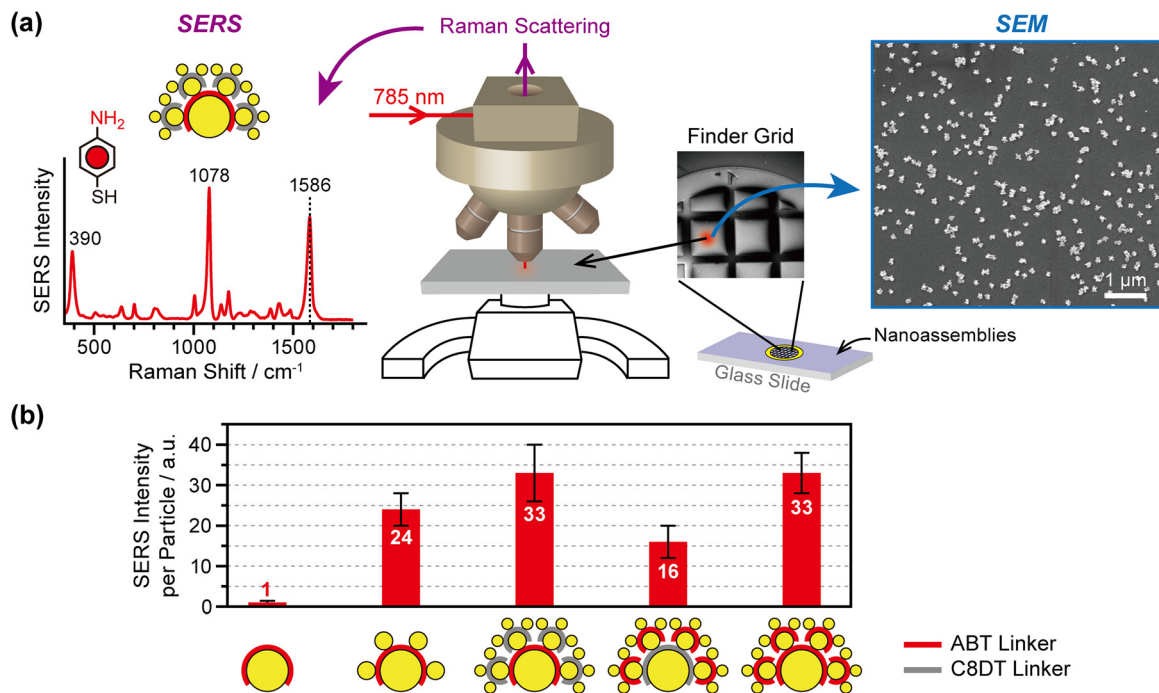 (a)
SERS
Raman Scattering
SEM
785 nm
NH2
SH
Finder Grid
390
1078
1586
SERS Intensity
500
1000
1500
Raman Shift / cm-1
1 μm
Nanoassemblies
Glass Slide
(b)
SERS Intensity
per Particle / a.u.
40
30
20
10
0
1
24
33
16
33
ABT Linker
C8DT Linker